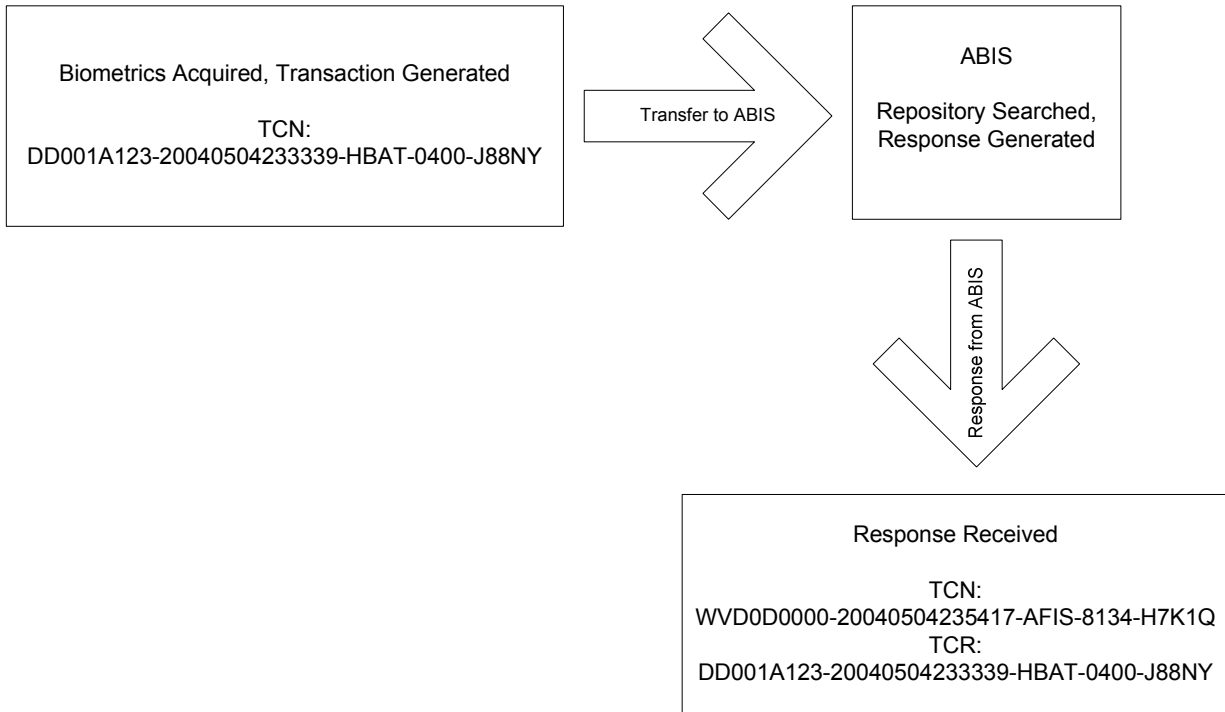 Biometrics Acquired, Transaction Generated
TCN:
DD001A123-20040504233339-HBAT-0400-J88NY
Transfer to ABIS
ABIS
Repository Searched,
Response Generated
Response from ABIS
Response Received
TCN:
WVD0D0000-20040504235417-AFIS-8134-H7K1Q
TCR:
DD001A123-20040504233339-HBAT-0400-J88NY